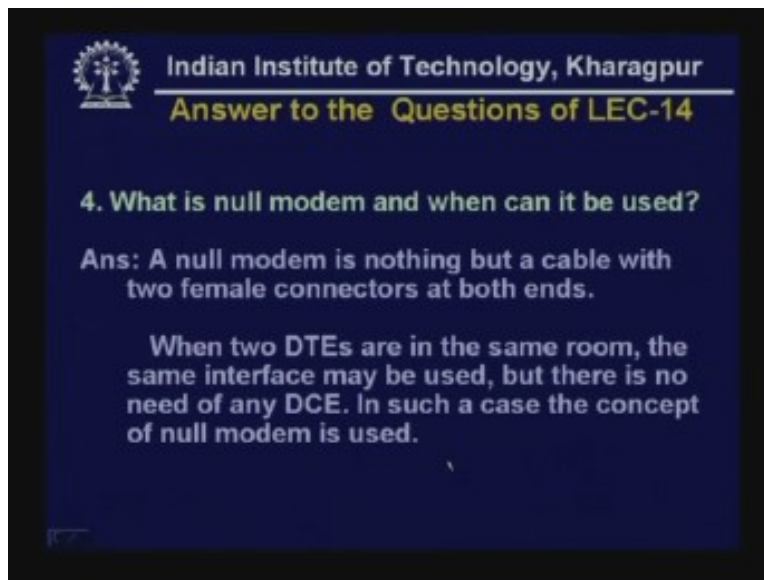 Indian Institute of Technology, Kharagpur
Answer to the Questions of LEC-14
4. What is null modem and when can it be used?
Ans: A null modem is nothing but a cable with
two female connectors at both ends.
When two DTEs are in the same room, the
same interface may be used, but there is no
need of any DCE. In such a case the concept
of null modem is used.